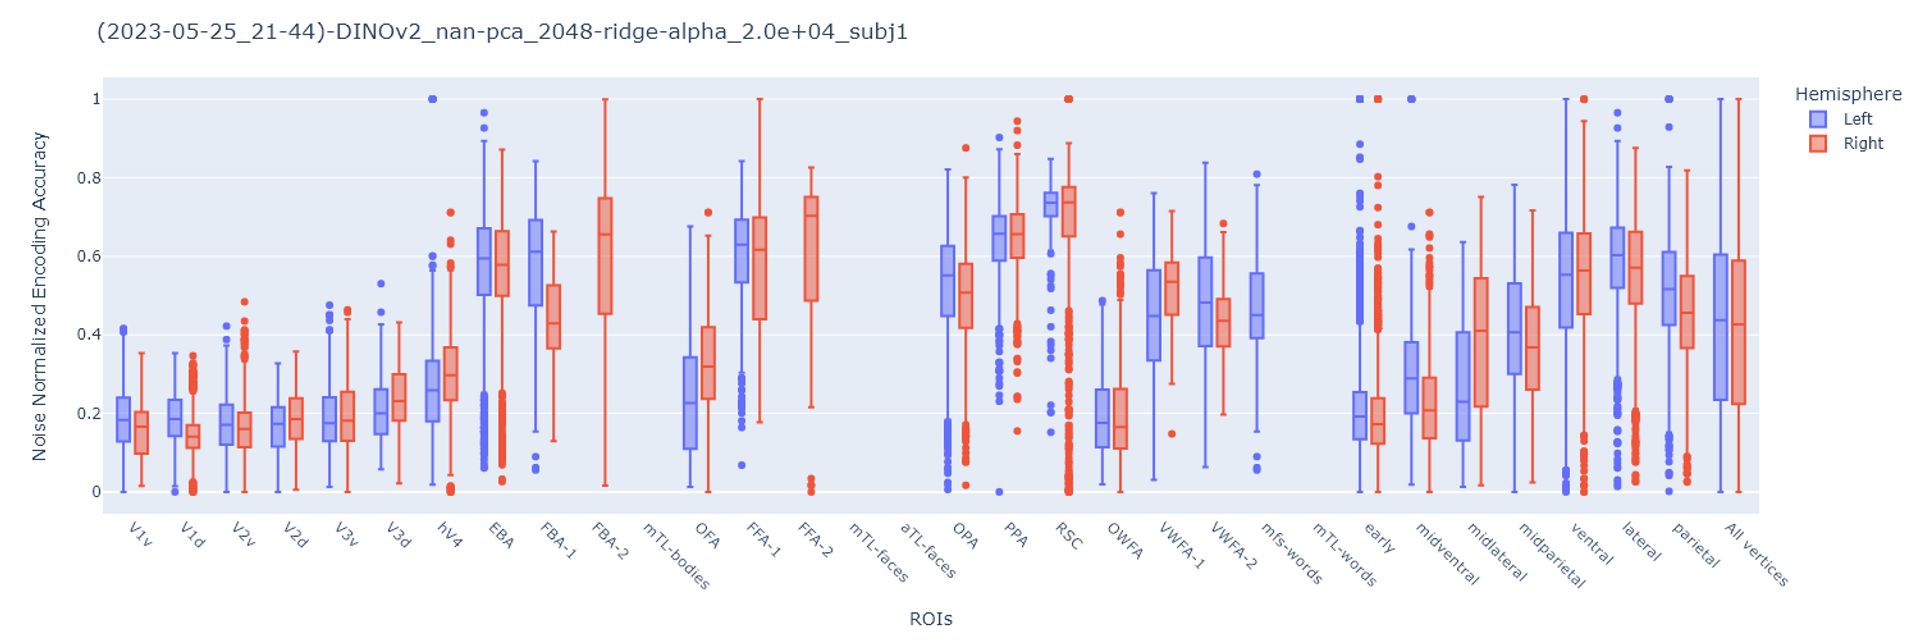 (2023-05-25_21-44)-DINOv2_nan-pca_2048-ridge-alpha_2.0e+04_subj1
Noise Normalized Encoding Accuracy
1
0.8
0.6
0.4
0.2
0
V1v
V1d
V2v
V2d
V3v
V3d
hV4
EBA
FBA-1
FBA-2
mTL-bodies
OFA
FFA-1
FFA-2
mTL-faces
aTL-faces
OPA
PPA
RSC
OWFA
VWFA-1
VWFA-2
mfs-words
mTL-words
early
midventral
midlateral
midparietal
ventral
lateral
parietal
All vertices
ROIs
Hemisphere
Left
Right